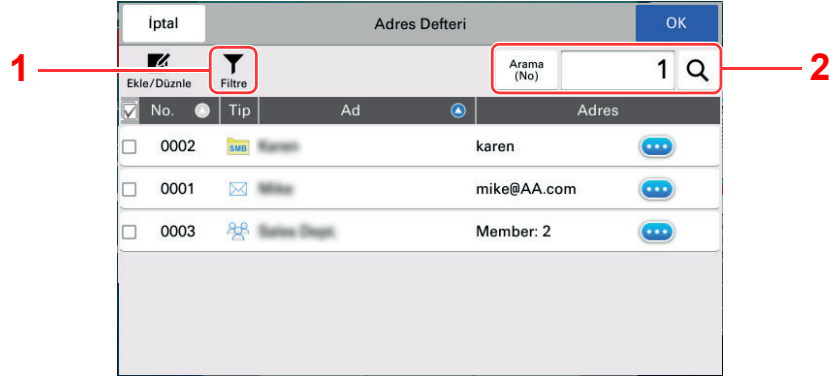 İptal
Adres Defteri
OK
1
Ekle/Düznle
Filtre
Arama
(No)
1
2
No.
Tip
Ad
Adres
0002
SMB
karen
0001
mike@AA.com
0003
Member: 2